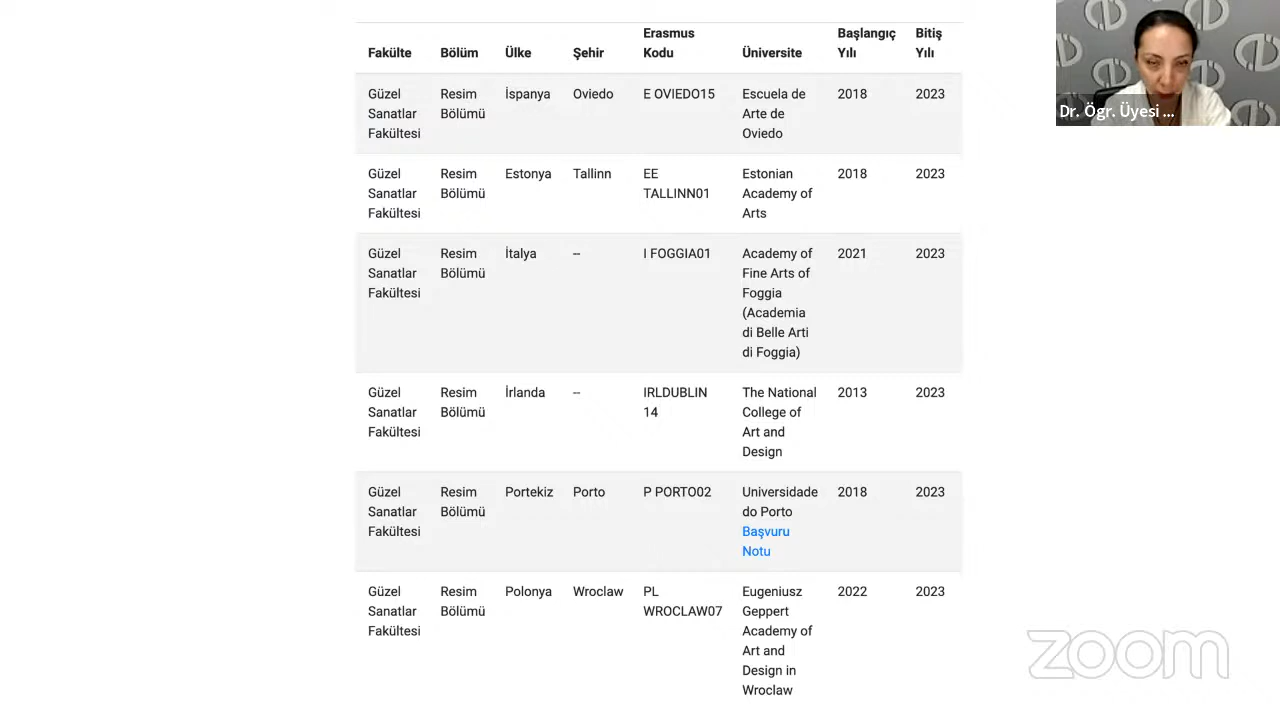 Fakülte Bölüm Ülke Şehir Erasmus Kodu Üniversite Başlangıç Yılı Bitiş Yılı
Güzel Sanatlar Fakültesi Resim Bölümü İspanya Oviedo E OVIEDO15 Escuela de Arte de Oviedo 2018 2023
Güzel Sanatlar Fakültesi Resim Bölümü Estonya Tallinn EE TALLINN01 Estonian Academy of Arts 2018 2023
Güzel Sanatlar Fakültesi Resim Bölümü İtalya -- I FOGGIA01 Academy of Fine Arts of Foggia (Academia di Belle Arti di Foggia) 2021 2023
Güzel Sanatlar Fakültesi Resim Bölümü İrlanda -- IRLDUBLIN 14 The National College of Art and Design 2013 2023
Güzel Sanatlar Fakültesi Resim Bölümü Portekiz Porto P PORTO02 Universidade do Porto Başvuru Notu 2018 2023
Güzel Sanatlar Fakültesi Resim Bölümü Polonya Wroclaw PL WROCLAW07 Eugeniusz Geppert Academy of Art and Design in Wroclaw 2022 2023
Dr. Ögr. Üyesi ...
zoom